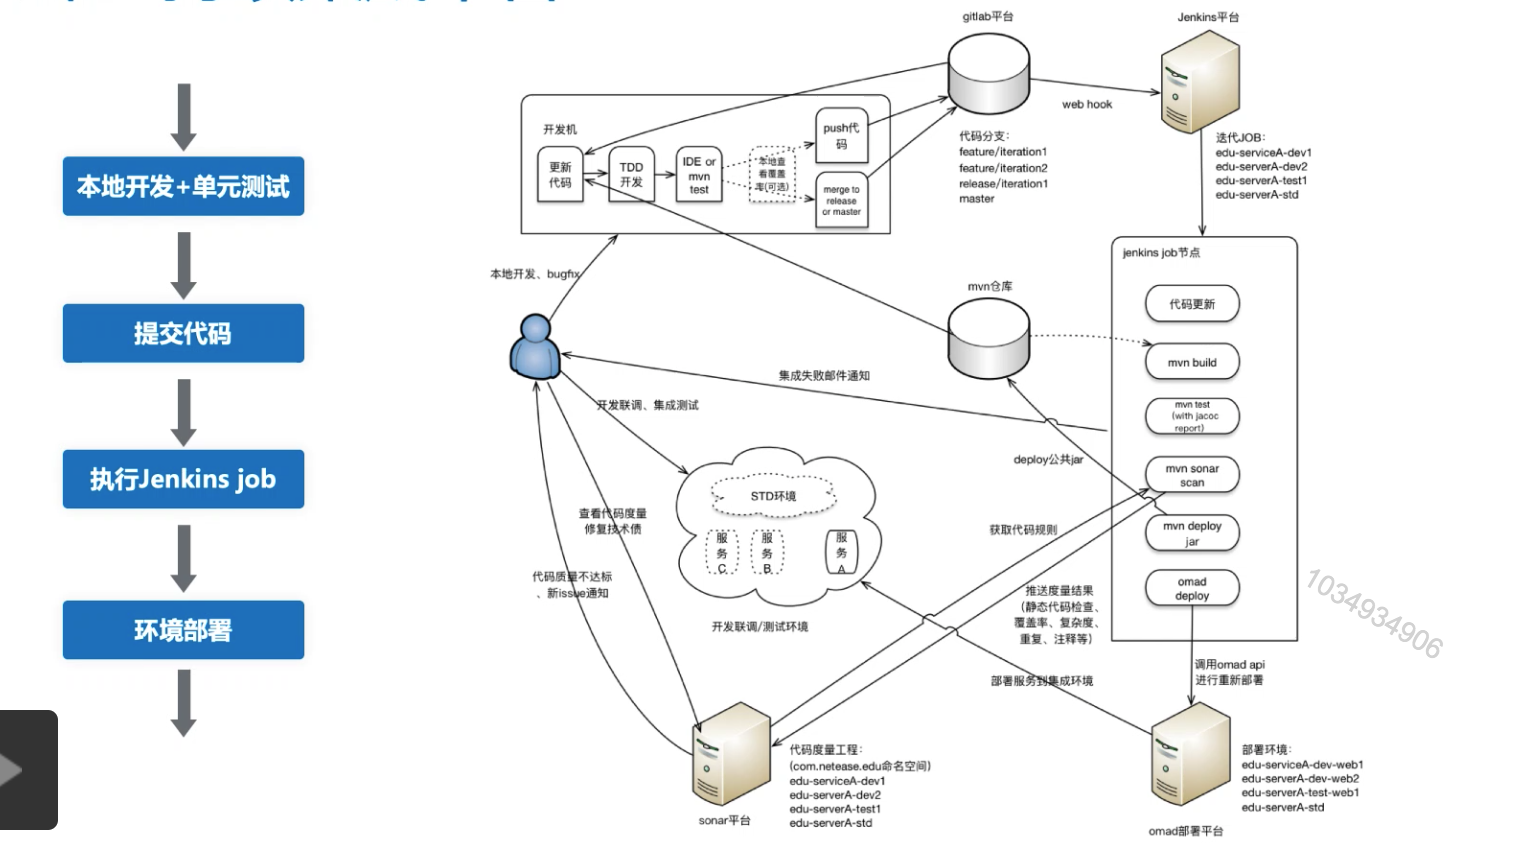 本地开发+单元测试
提交代码
执行Jenkins job
环境部署
gitlab平台
Jenkins平台
web hook
开发机
更新
代码
TDD
开发
IDE or
mvn
test
本地查
看覆盖
率(可选)
push代
码
merge to
release
or master
代码分支：
feature/iteration1
feature/iteration2
release/iteration1
master
迭代JOB：
edu-serviceA-dev1
edu-serverA-dev2
edu-serverA-test1
edu-serverA-std
jenkins job节点
代码更新
mvn build
mvn test
(with jacoc
report)
mvn sonar
scan
mvn deploy
jar
omad
deploy
本地开发、bugfix
mvn仓库
集成失败邮件通知
开发联调、集成测试
deploy公共jar
STD环境
服
务
C
服
务
B
服
务
A
开发联调/测试环境
查看代码度量
修复技术债
代码质量不达标
、新issue通知
获取代码规则
推送度量结果
(静态代码检查、
覆盖率、复杂度、
重复、注释等)
部署服务到集成环境
调用omad api
进行重新部署
代码度量工程：
(com.netease.edu命名空间)
edu-serviceA-dev1
edu-serverA-dev2
edu-serverA-test1
edu-serverA-std
sonar平台
部署环境：
edu-serviceA-dev-web1
edu-serverA-dev-web2
edu-serverA-test-web1
edu-serverA-std
omad部署平台
1034934906